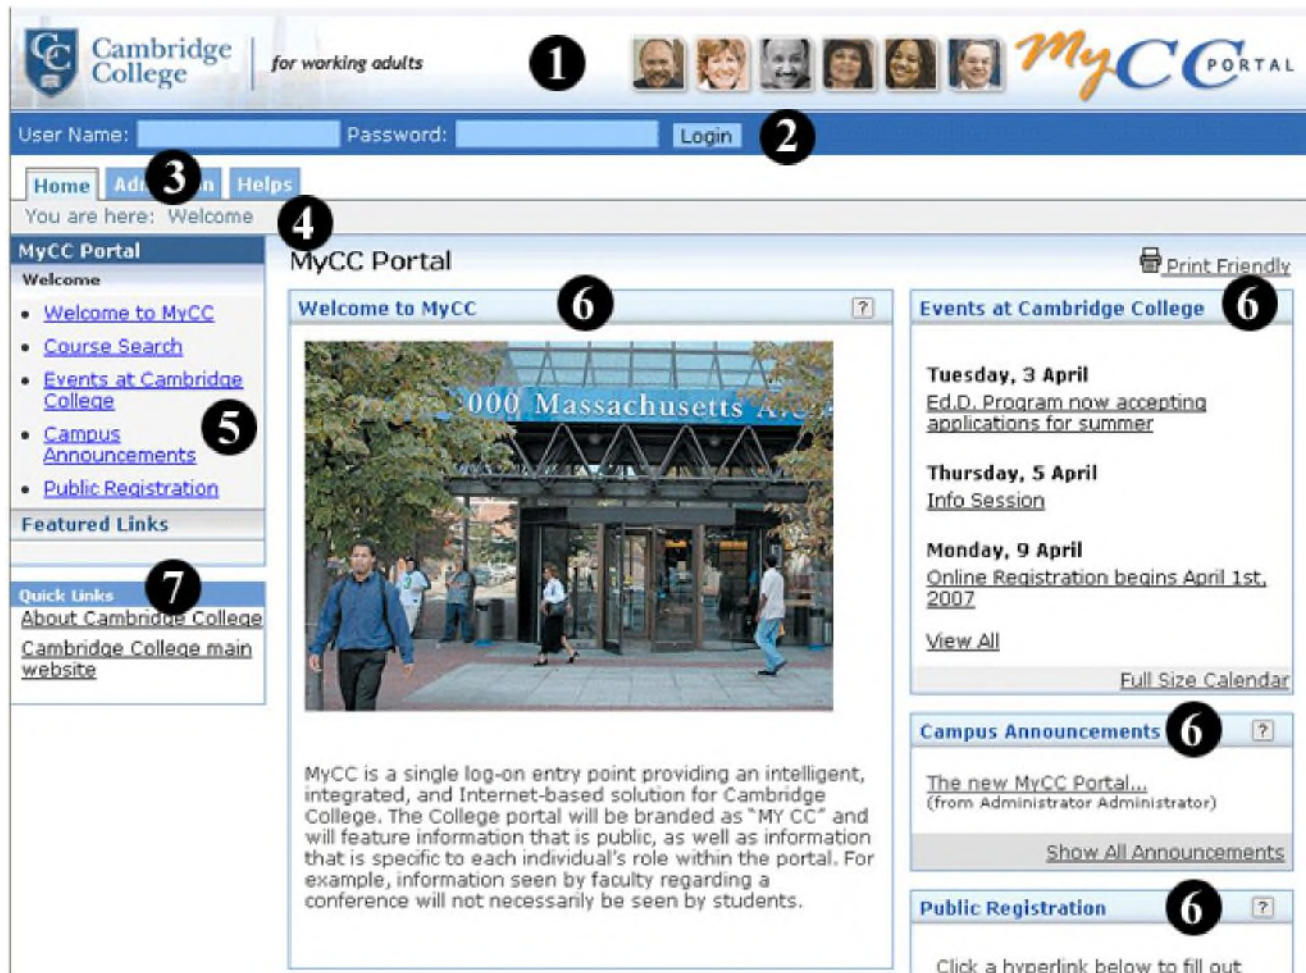 Cambridge
College
for working adults
1
MyCC PORTAL
User Name:
Password:
Login
2
Home
3
Helps
You are here: Welcome
4
MyCC Portal
Welcome
• Welcome to MyCC
• Course Search
• Events at Cambridge
College
• Campus
Announcements
5
• Public Registration
Featured Links
Quick Links
7
About Cambridge College
Cambridge College main
website
MyCC Portal
Print Friendly
Welcome to MyCC
6
?
000 Massachusetts
MyCC is a single log-on entry point providing an intelligent,
integrated, and Internet-based solution for Cambridge
College. The College portal will be branded as "MY CC" and
will feature information that is public, as well as information
that is specific to each individual's role within the portal. For
example, information seen by faculty regarding a
conference will not necessarily be seen by students.
Events at Cambridge College
6
Tuesday, 3 April
Ed.D. Program now accepting
applications for summer
Thursday, 5 April
Info Session
Monday, 9 April
Online Registration begins April 1st,
2007
View All
Full Size Calendar
Campus Announcements
6
?
The new MyCC Portal...
(from Administrator Administrator)
Show All Announcements
Public Registration
6
?
Click a hyperlink below to fill out